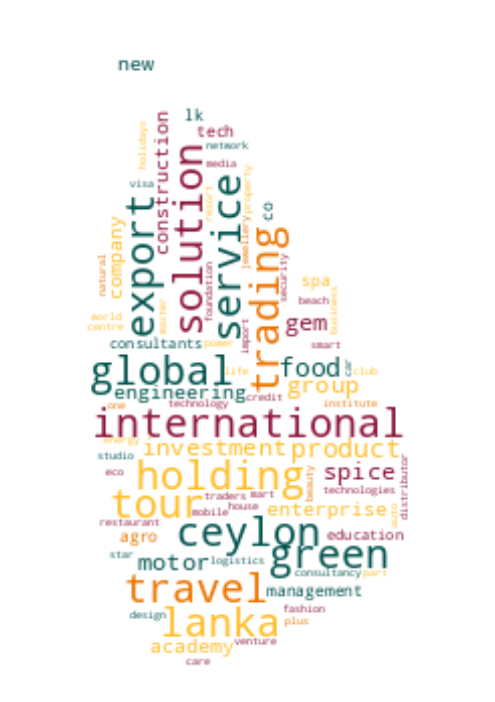 new
lk
tech
network
holidays
construction
solution
media
visa
export
service
resort
property
jewellery
co
company
natural
trading
security
foundation
master
import
spa
beach
business
gem
world
centre
consultants
power
smart
global
life
food
car
club
engineering
group
one
technology
credit
institute
international
energy
investment
product
studio
eco
holding
beauty
spice
technologies
distributor
tour
traders
mart
house
mobile
enterprise
auto
restaurant
ceylon
agro
education
star
motor
logistics
green
consultancy
part
travel
management
design
lanka
fashion
plus
academy
venture
care